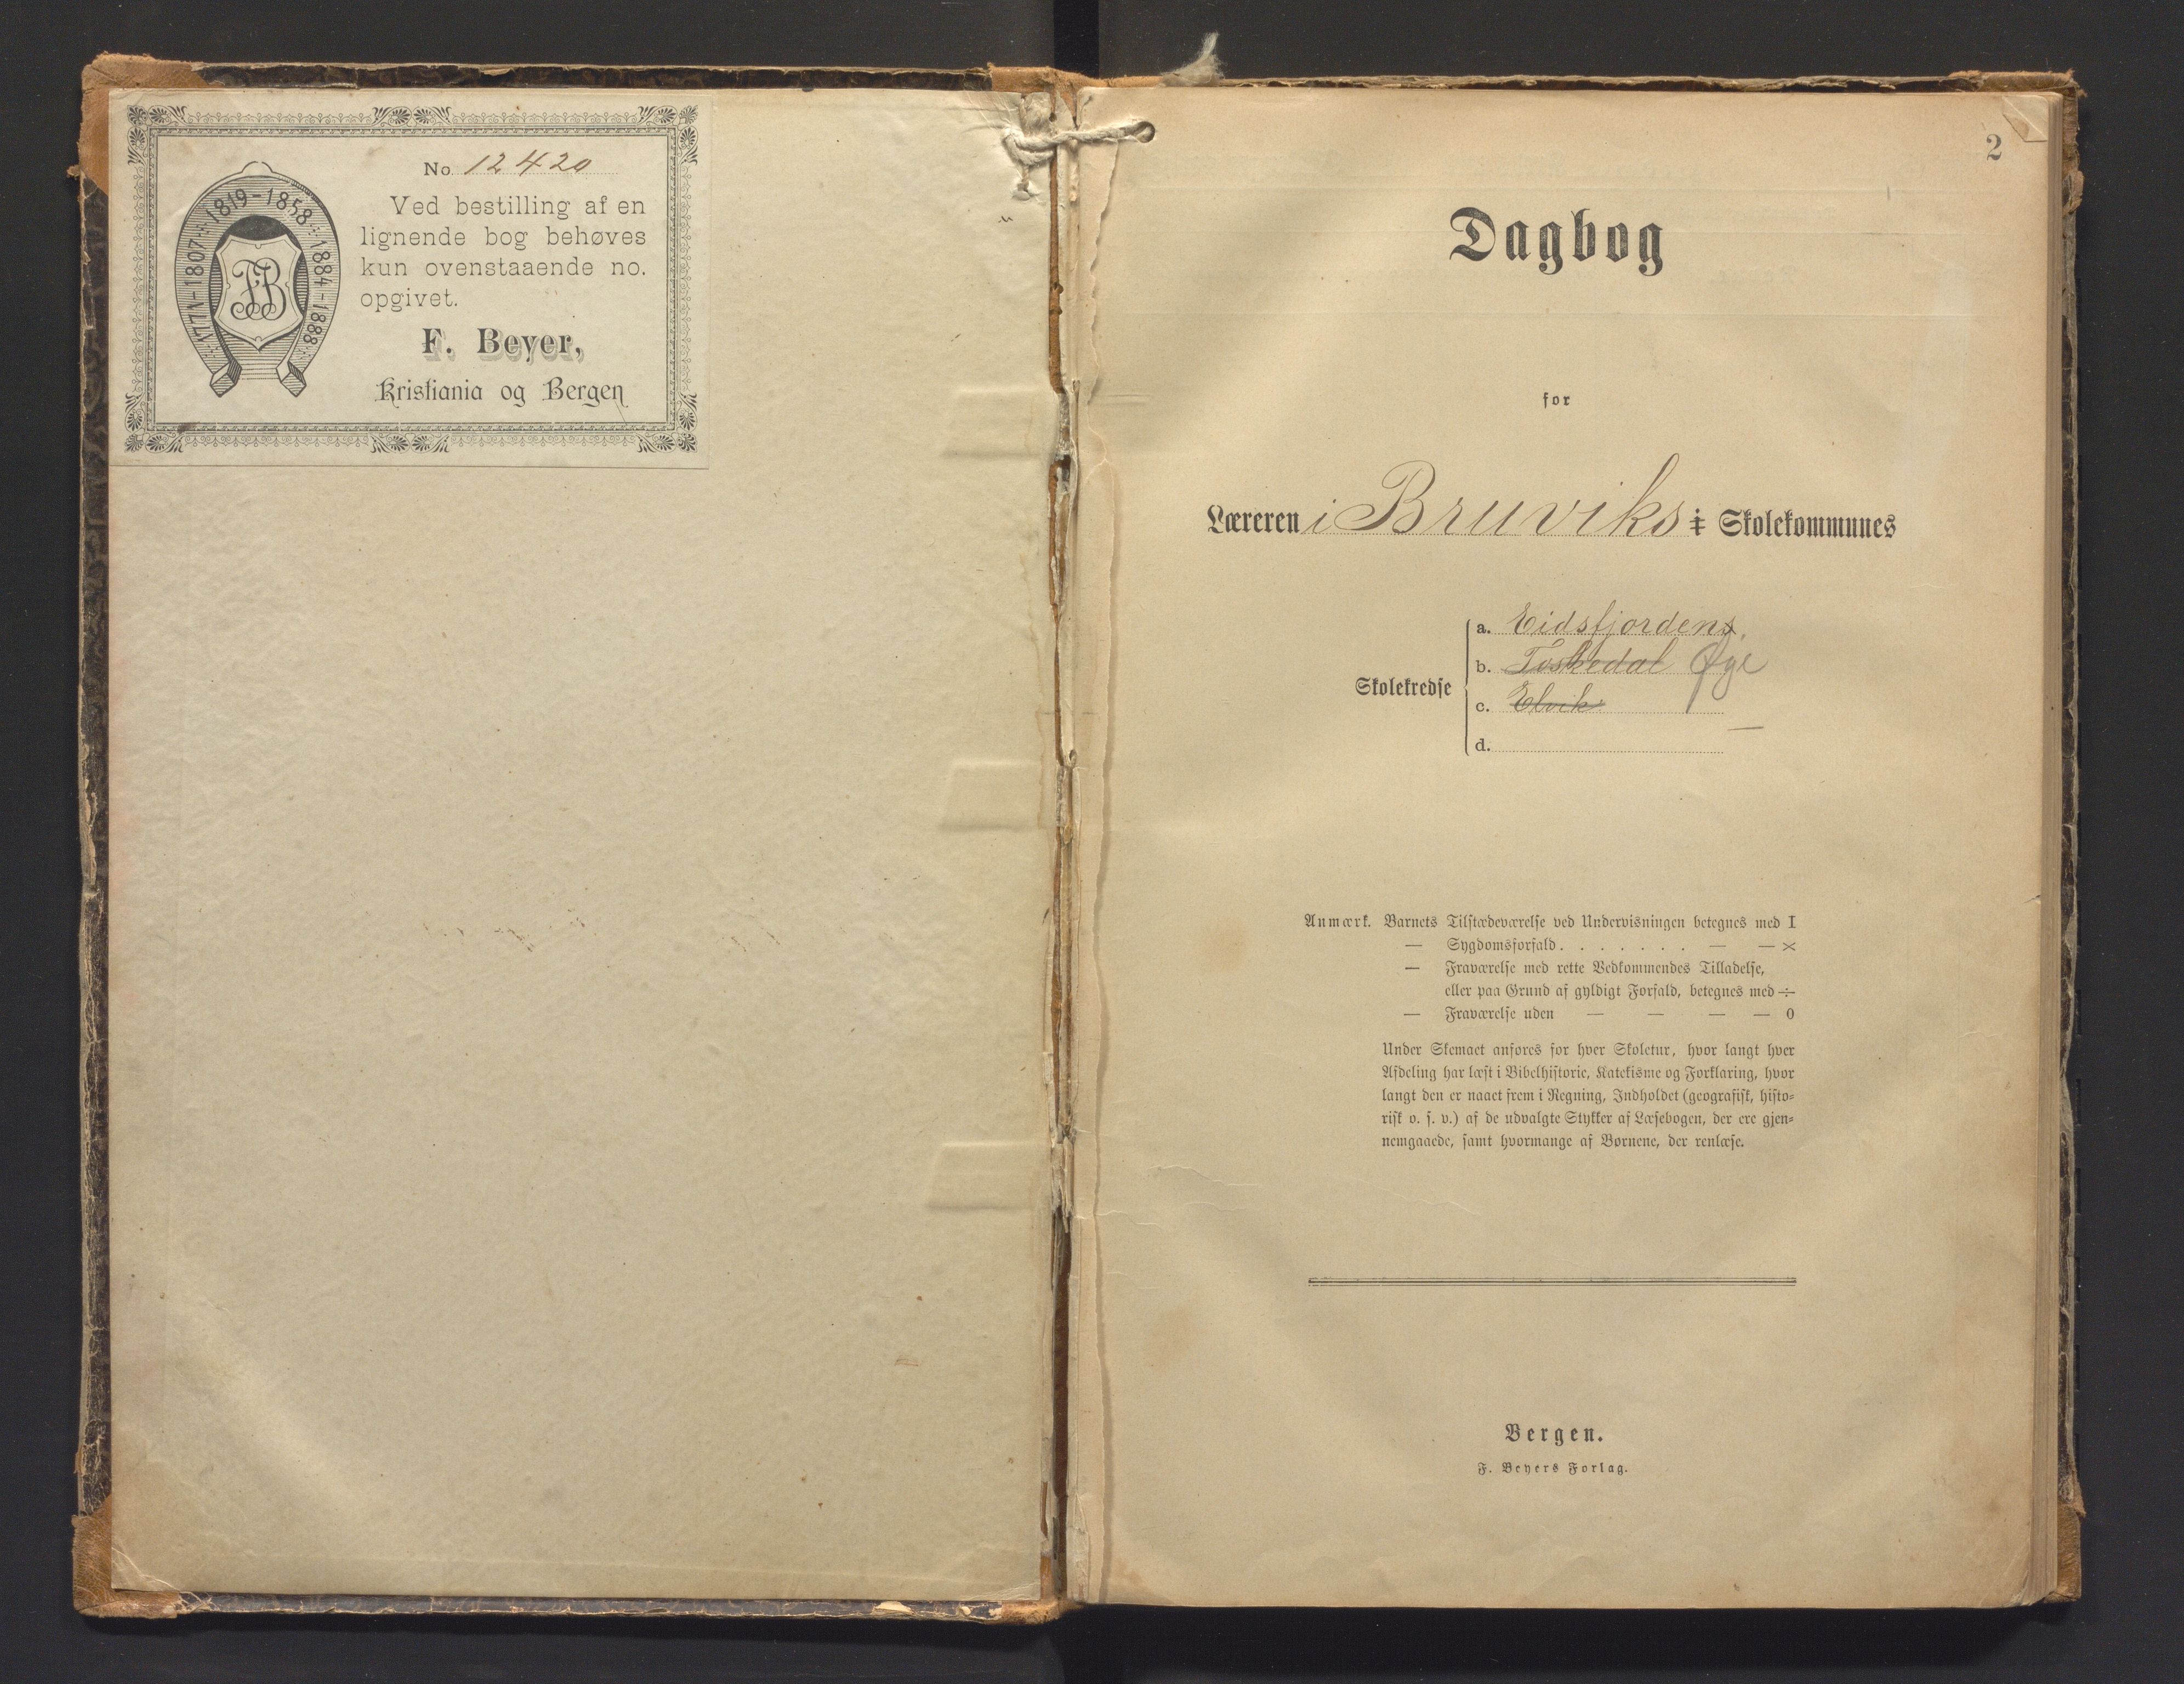 No. 12420
Ved bestilling af en
lignende bog behøves
kun ovenstaaende no.
opgivet.
F. Beyer,
Kristiania og Bergen
1771-1807-1819-1858-1884-1888
FB
2
Dagbog
for
Læreren i Bruviks i Skolekommunes
Skolekredse
a. Eidsfjordens
b. Toskedal Øye
c. Elvik
d.
Anmærk. Barnets Tilstædeværelse ved Undervisningen betegnes med I
— Sygdomsforfald . . . . . . . — — ×
— Fraværelse med rette Vedkommendes Tilladelse,
eller paa Grund af gyldigt Forfald, betegnes med ÷
— Fraværelse uden — — — — 0
Under Skemaet anføres for hver Skoletur, hvor langt hver
Afdeling har læst i Bibelhistorie, Katekisme og Forklaring, hvor
langt den er naaet frem i Regning, Indholdet (geografisk, histo-
risk o. s. v.) af de udvalgte Stykker af Læsebogen, der ere gjen-
nemgaaede, samt hvormange af Børnene, der renlæse.
Bergen.
F. Beyers Forlag.